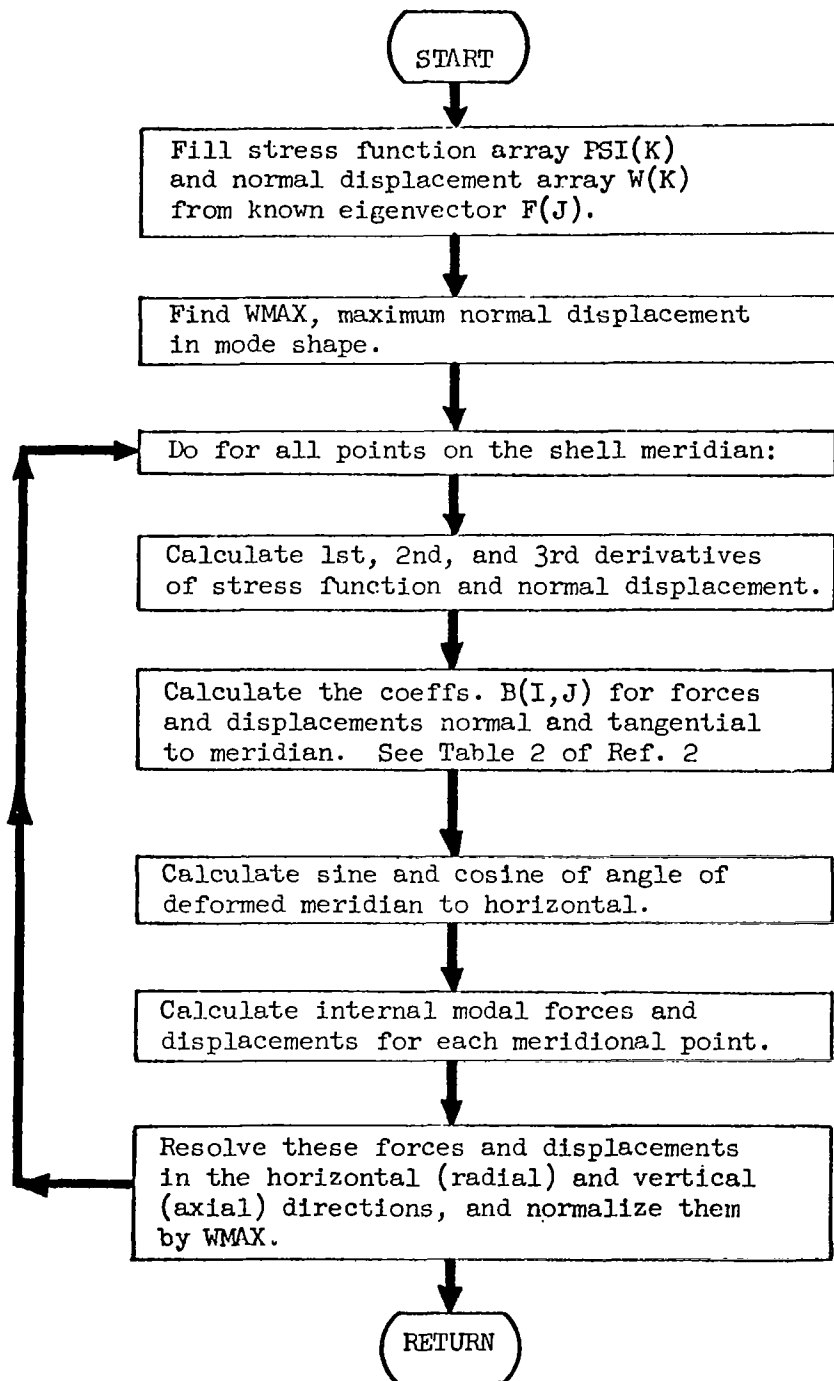 START
Fill stress function array PSI(K)
and normal displacement array W(K)
from known eigenvector F(J).
Find WMAX, maximum normal displacement
in mode shape.
Do for all points on the shell meridian:
Calculate 1st, 2nd, and 3rd derivatives
of stress function and normal displacement.
Calculate the coeffs. B(I,J) for forces
and displacements normal and tangential
to meridian. See Table 2 of Ref. 2
Calculate sine and cosine of angle of
deformed meridian to horizontal.
Calculate internal modal forces and
displacements for each meridional point.
Resolve these forces and displacements
in the horizontal (radial) and vertical
(axial) directions, and normalize them
by WMAX.
RETURN